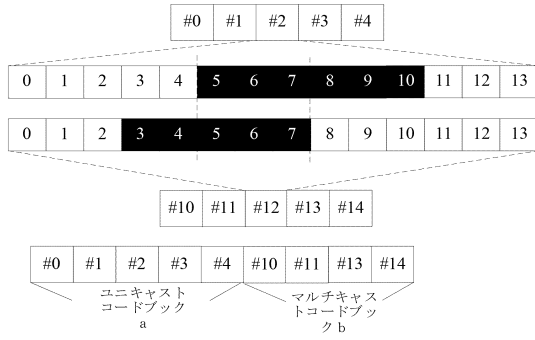 #0 #1 #2 #3 #4
0 1 2 3 4 5 6 7 8 9 10 11 12 13
0 1 2 3 4 5 6 7 8 9 10 11 12 13
#10 #11 #12 #13 #14
#0 #1 #2 #3 #4 #10 #11 #13 #14
ユニキャスト
コードブック
a
マルチキャス
トコードブッ
クb